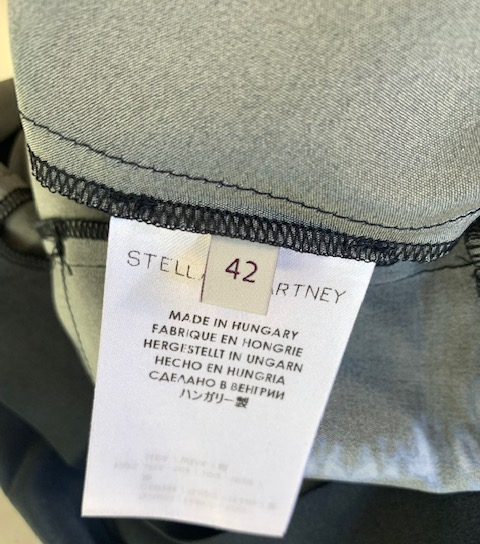 42
STELL ARTNEY
MADE IN HUNGARY
FABRIQUE EN HONGRIE
HERGESTELLT IN UNGARN
HECHO EN HUNGRIA
СДЕЛАНО В ВЕНГРИИ
ハンガリー製